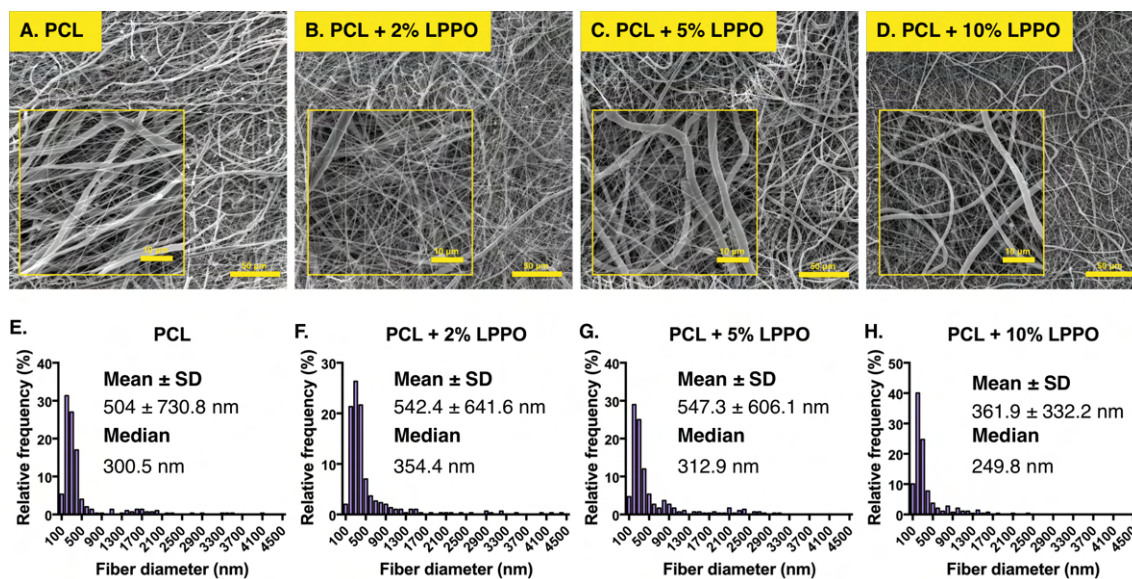 A. PCL
B. PCL + 2% LPPO
C. PCL + 5% LPPO
D. PCL + 10% LPPO
10 µm
50 µm
10 µm
50 µm
10 µm
50 µm
10 µm
50 µm
E.
PCL
Relative frequency (%)
40
30
20
10
0
Mean ± SD
504 ± 730.8 nm
Median
300.5 nm
100 500 900 1300 1700 2100 2500 2900 3300 3700 4100 4500
Fiber diameter (nm)
F.
PCL + 2% LPPO
Relative frequency (%)
30
20
10
0
Mean ± SD
542.4 ± 641.6 nm
Median
354.4 nm
100 500 900 1300 1700 2100 2500 2900 3300 3700 4100 4500
Fiber diameter (nm)
G.
PCL + 5% LPPO
Relative frequency (%)
40
30
20
10
0
Mean ± SD
547.3 ± 606.1 nm
Median
312.9 nm
100 500 900 1300 1700 2100 2500 2900 3300 3700 4100 4500
Fiber diameter (nm)
H.
PCL + 10% LPPO
Relative frequency (%)
50
40
30
20
10
0
Mean ± SD
361.9 ± 332.2 nm
Median
249.8 nm
100 500 900 1300 1700 2100 2500 2900 3300 3700 4100 4500
Fiber diameter (nm)